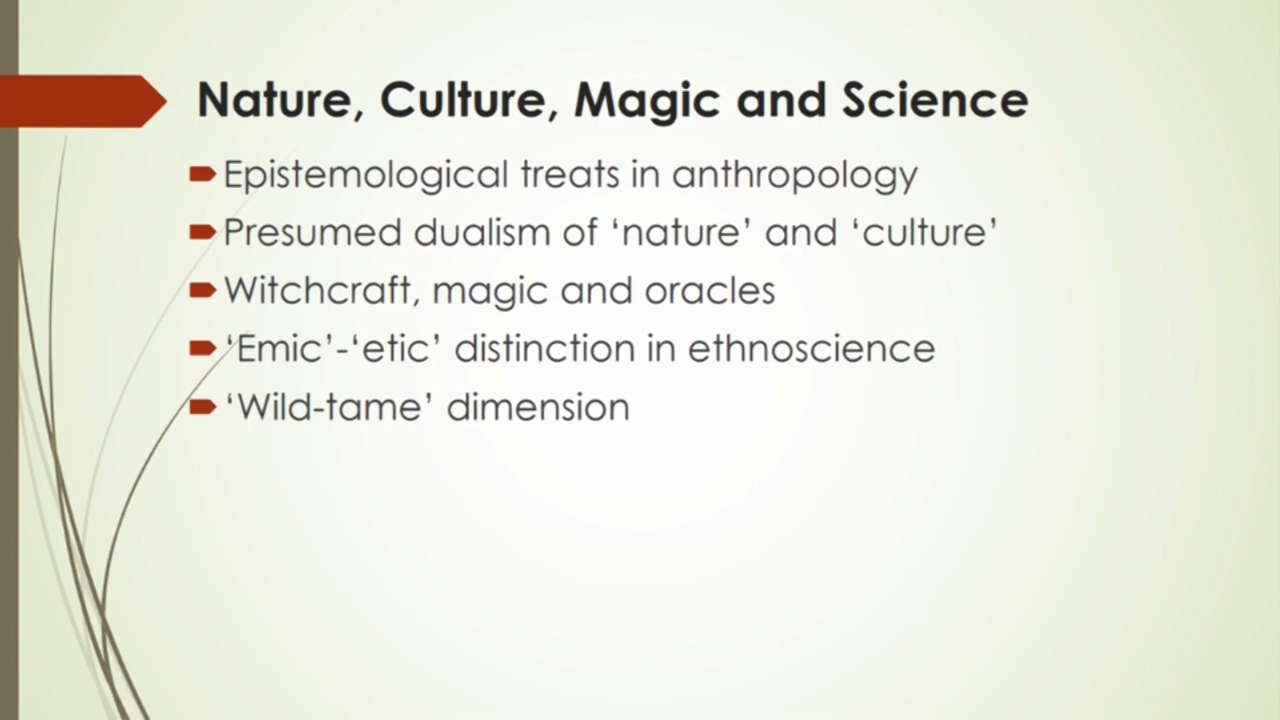 Nature, Culture, Magic and Science
Epistemological treats in anthropology
Presumed dualism of ‘nature’ and ‘culture’
Witchcraft, magic and oracles
‘Emic’-‘etic’ distinction in ethnoscience
‘Wild-tame’ dimension